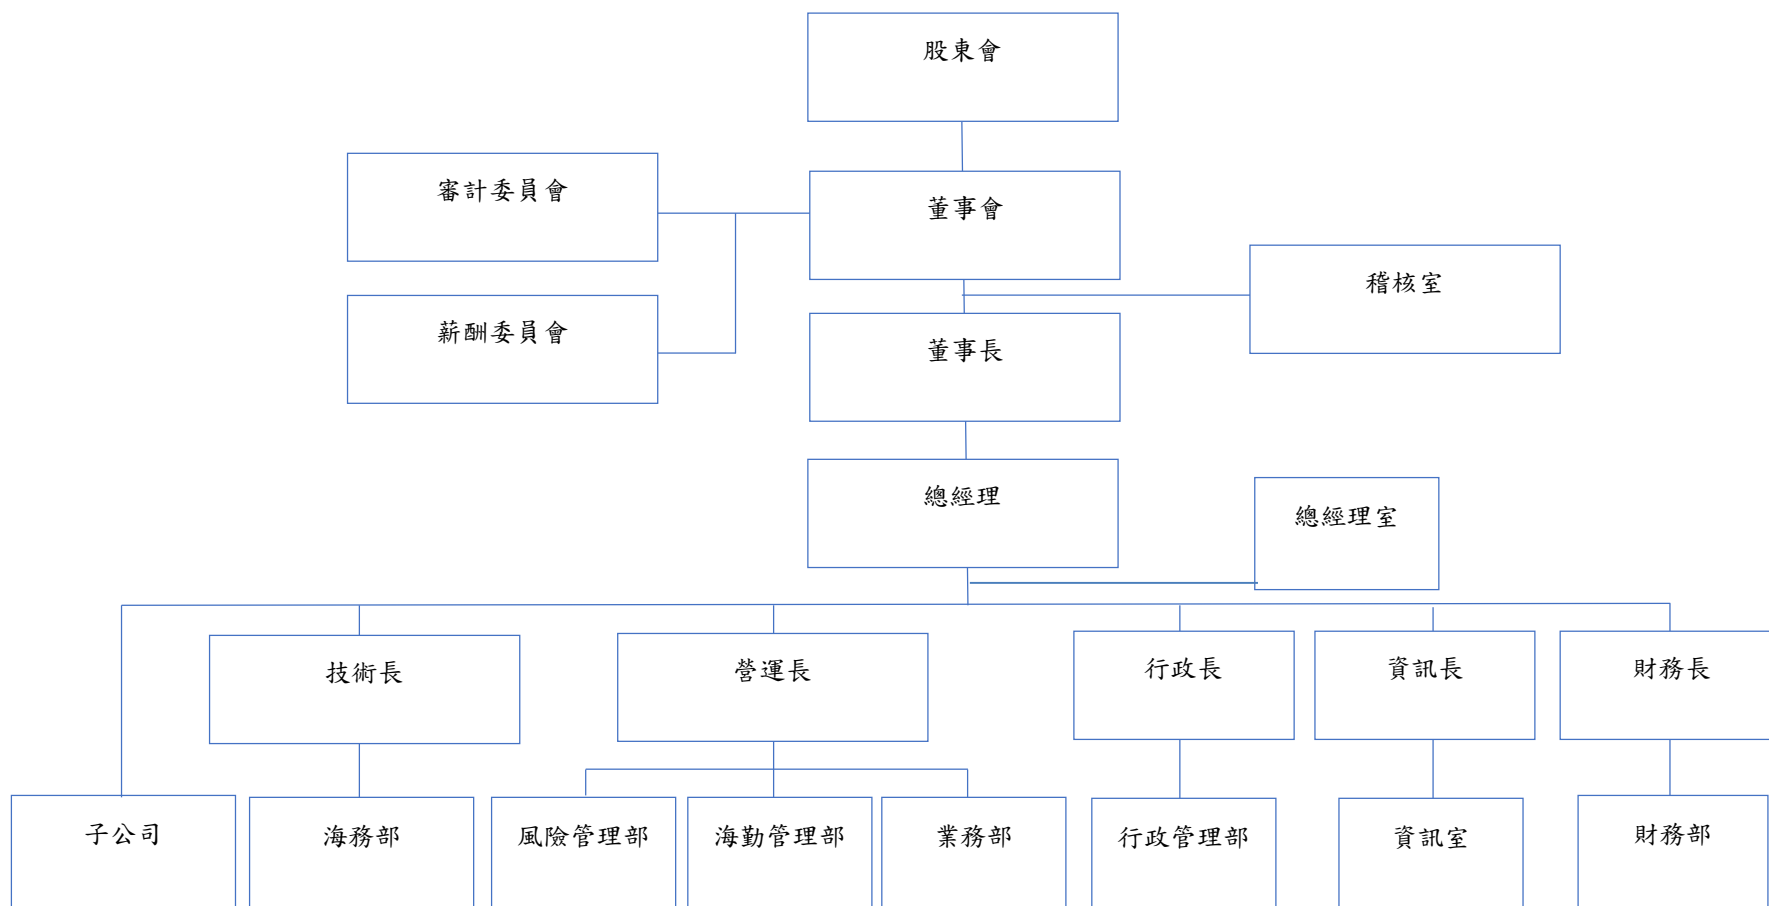 股東會
審計委員會
董事會
稽核室
薪酬委員會
董事長
總經理
總經理室
技術長
營運長
行政長
資訊長
財務長
子公司
海務部
風險管理部
海勤管理部
業務部
行政管理部
資訊室
財務部